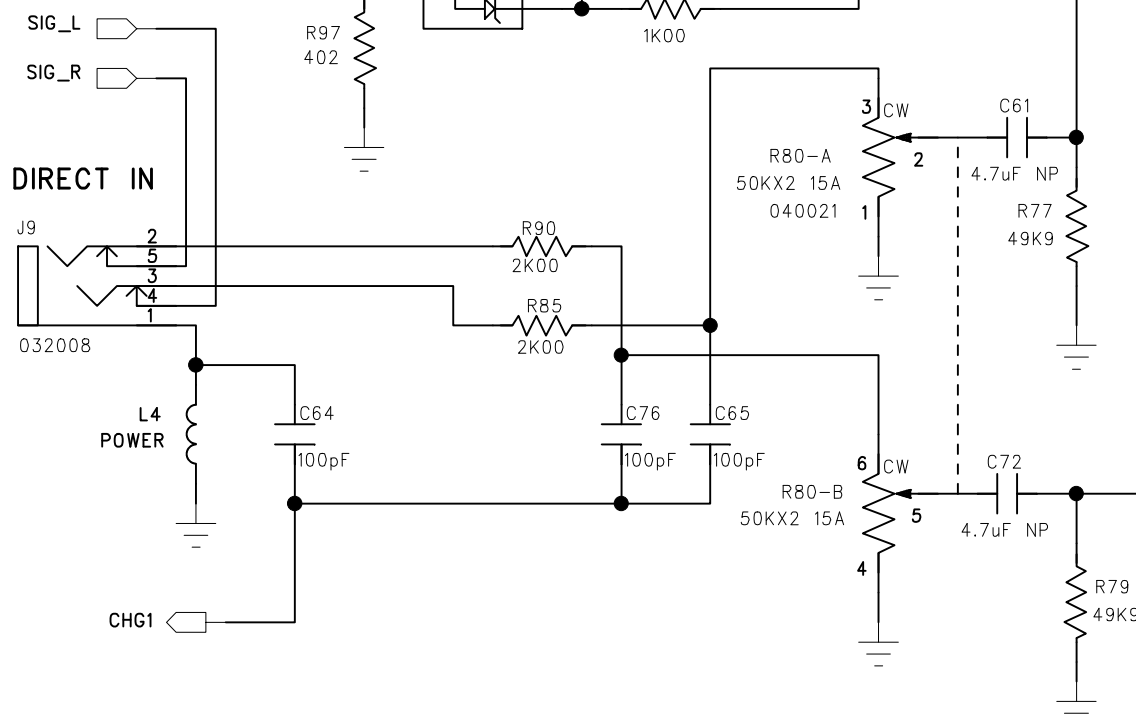 SIG_L
R97
402
1K00
SIG_R
3
CW
C61
2
R80-A
50KX2 15A
040021
1
4.7uF NP
R77
49K9
DIRECT IN
J9
2
5
3
4
1
032008
R90
2K00
R85
2K00
L4
POWER
C64
100pF
C76
100pF
C65
100pF
6
CW
C72
R80-B
50KX2 15A
5
4
4.7uF NP
R79
49K9
CHG1